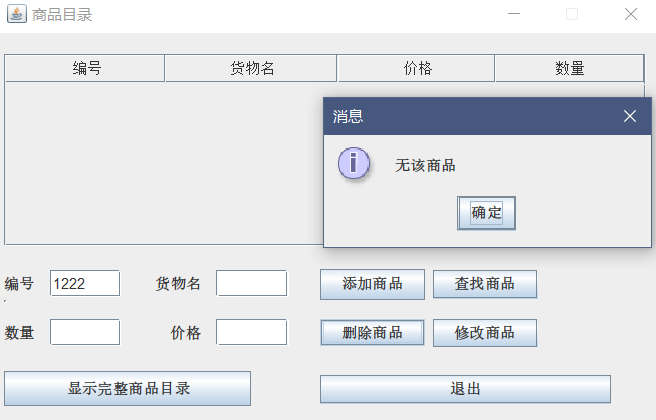 商品目录
编号 货物名 价格 数量
消息
无该商品
确定
编号 1222 货物名 添加商品 查找商品
数量 价格 删除商品 修改商品
显示完整商品目录 退出